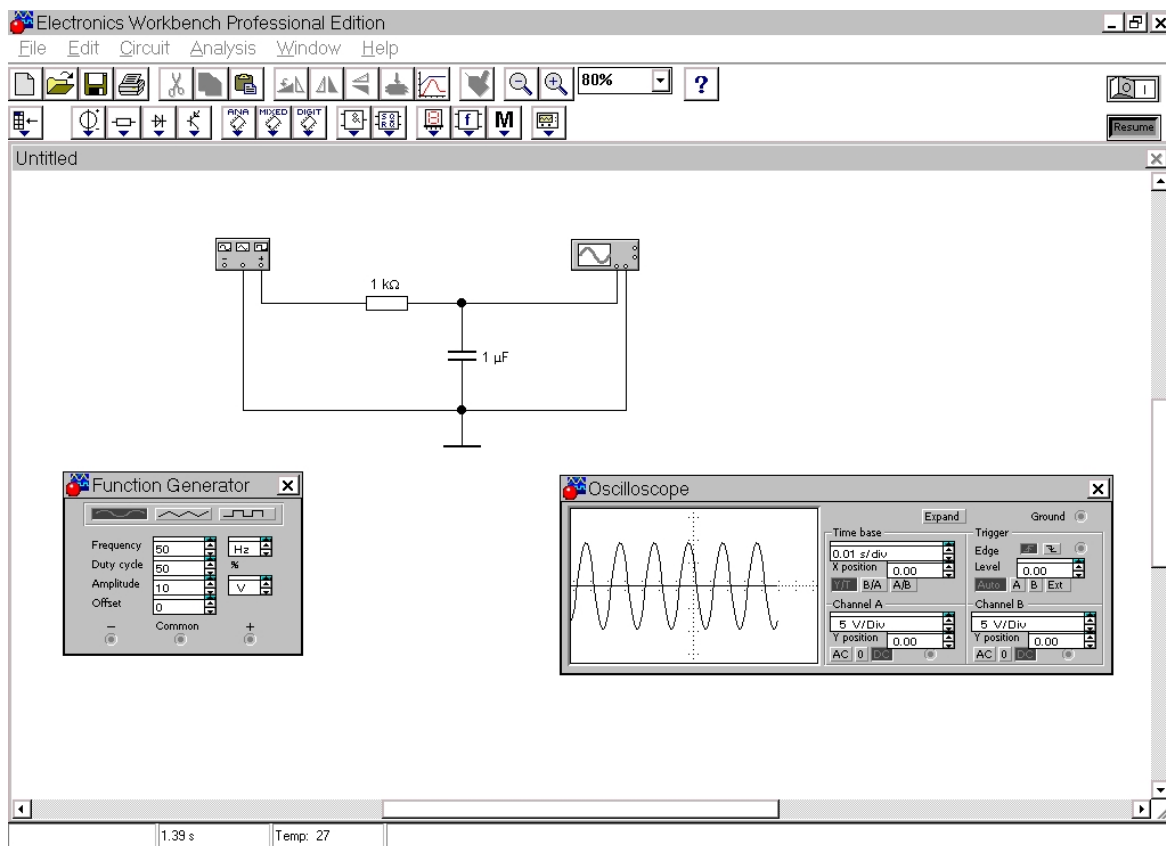 Electronics Workbench Professional Edition
File Edit Circuit Analysis Window Help
80% ?
ANA MIXED DIGIT & f M
Resume
Untitled
1 kΩ
1 µF
Function Generator
Frequency 50 Hz
Duty cycle 50 %
Amplitude 10 V
Offset 0
− Common +
Oscilloscope
Expand Ground
Time base Trigger
0.01 s/div Edge
X position 0.00 Level 0.00
Y/T B/A A/B Auto A B Ext
Channel A Channel B
5 V/Div 5 V/Div
Y position 0.00 Y position 0.00
AC 0 DC AC 0 DC
1.39 s Temp: 27